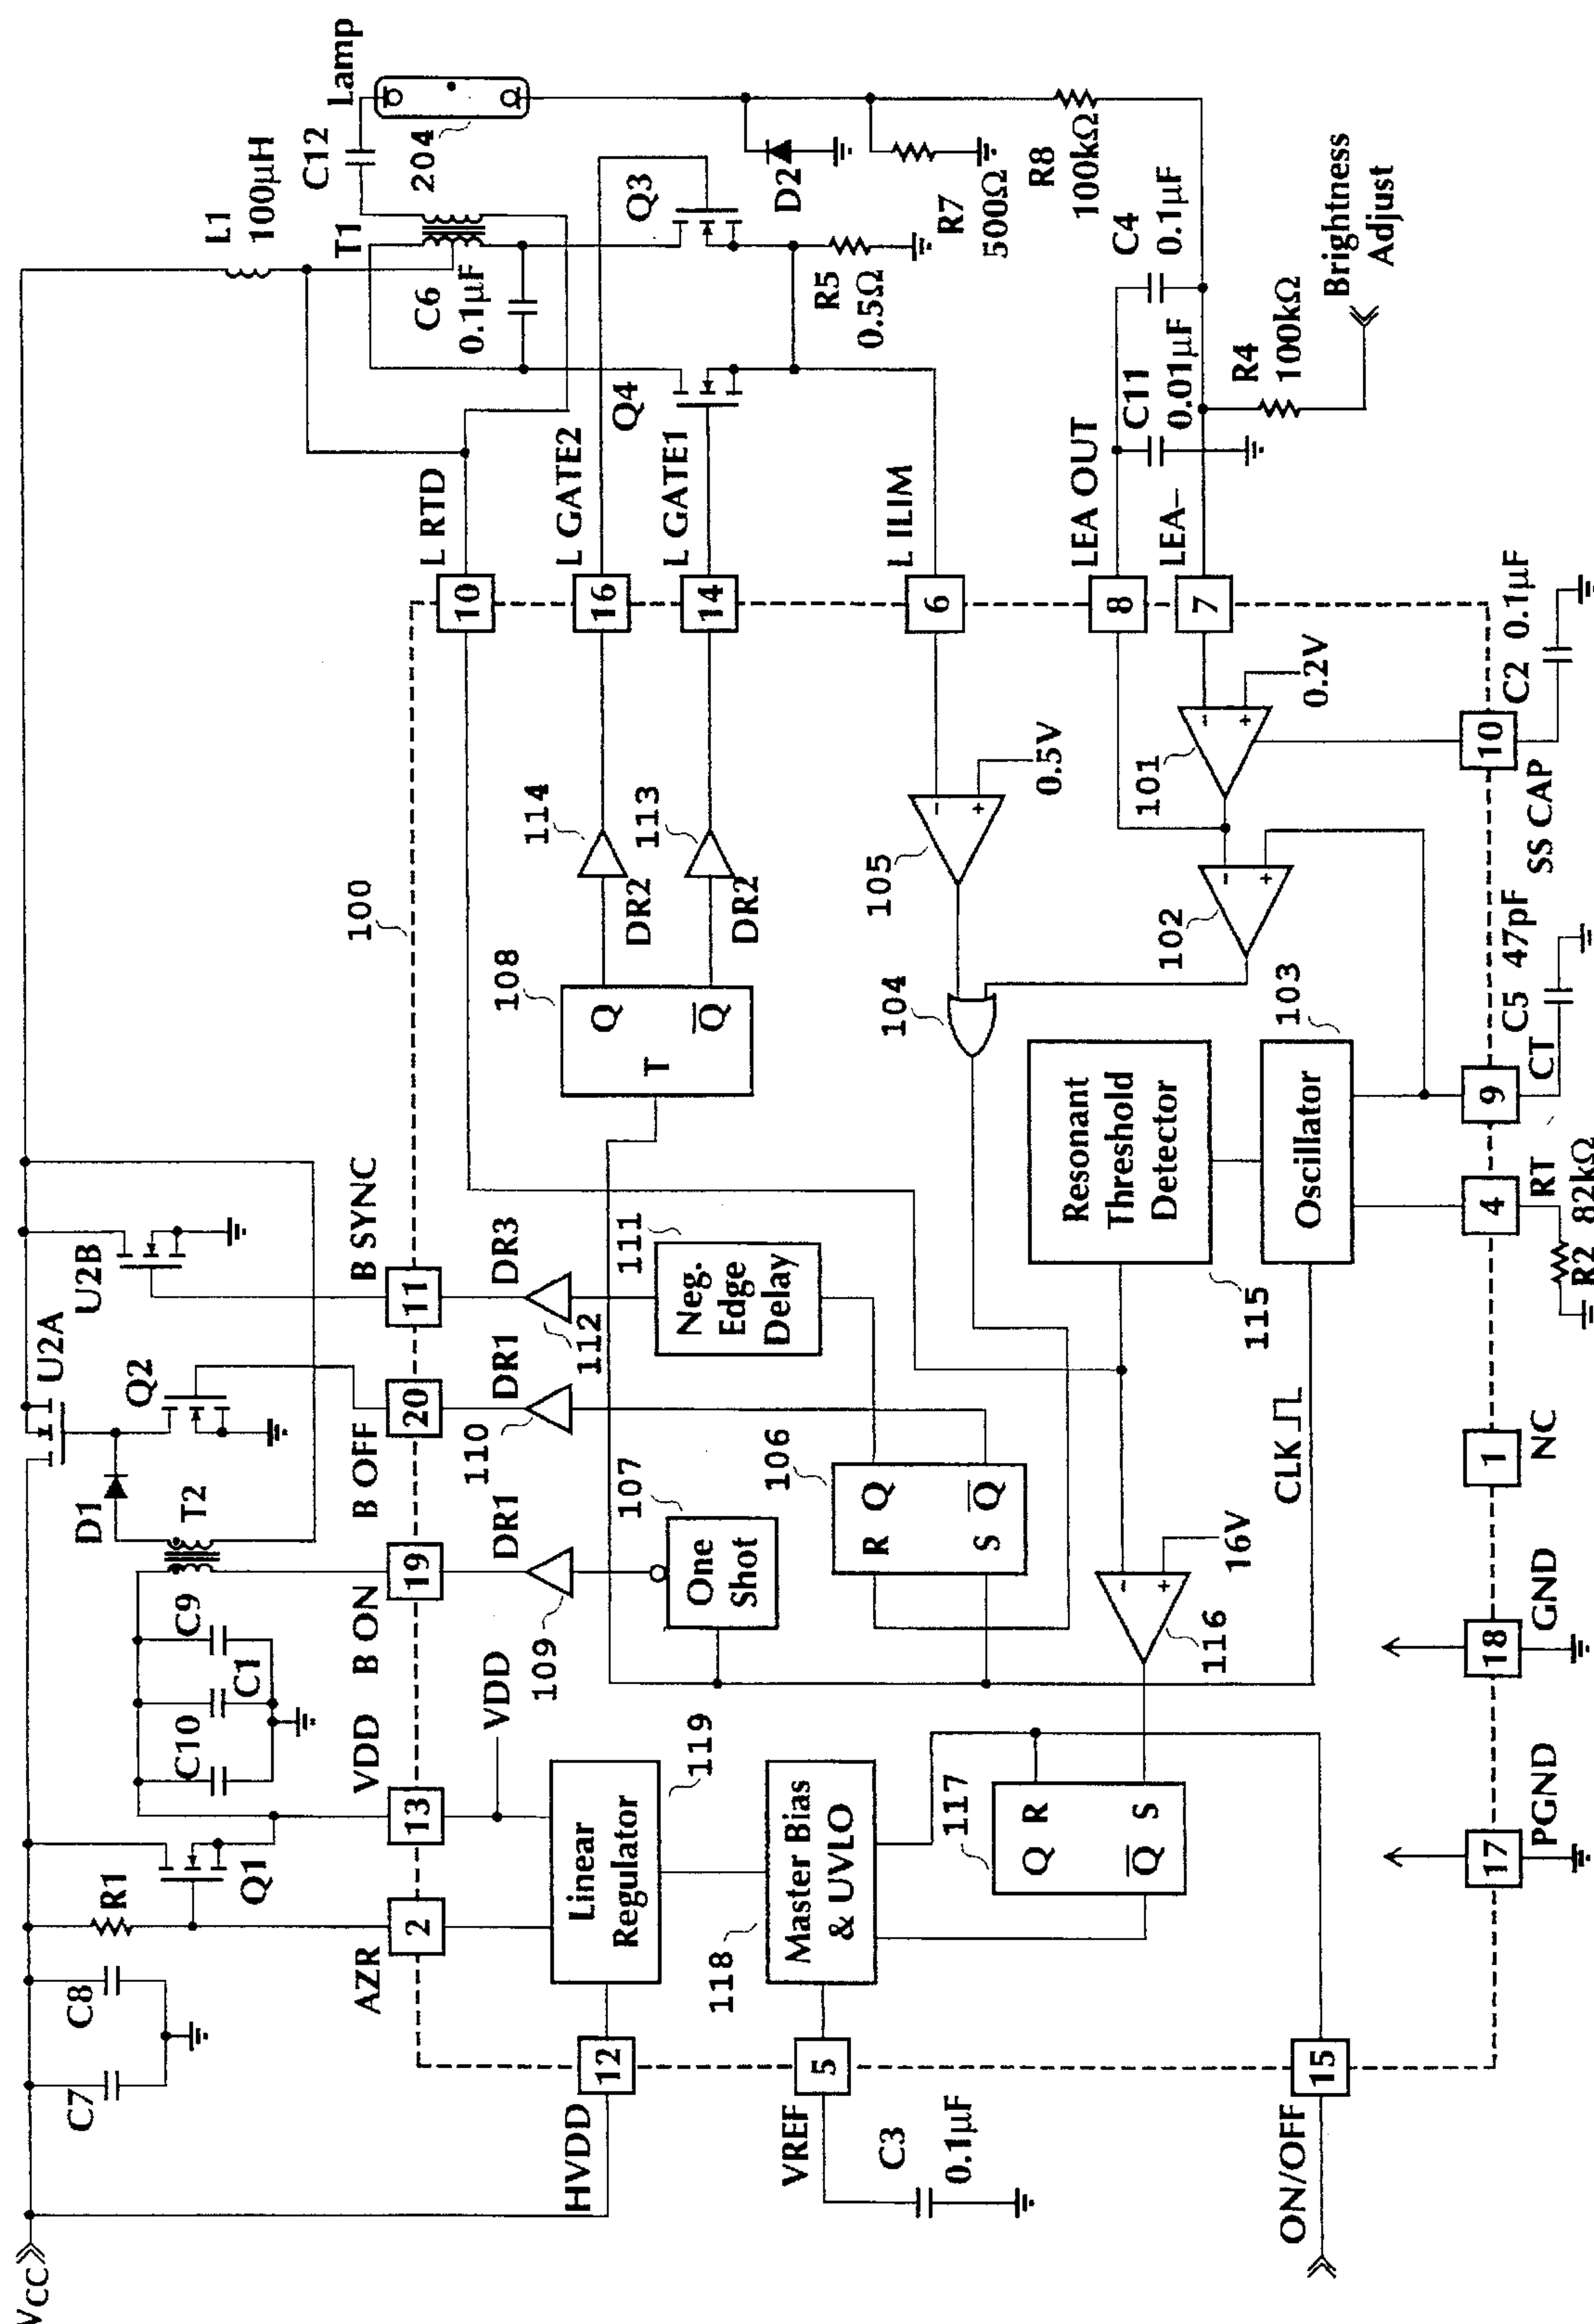 VCC
C7
C8
R1
Q1
C10
C1
C9
T2
D1
Q2
U2A
U2B
L1
100µH
T1
C12
Lamp
204
C6
0.1µF
Q4
Q3
D2
R5
0.5Ω
R7
500Ω
R8
100kΩ
C4
0.1µF
C11
0.01µF
R4
100kΩ
Brightness
Adjust
AZR
2
VDD
13
B ON
19
B OFF
20
B SYNC
11
100
L RTD
10
L GATE2
16
L GATE1
14
L ILIM
6
LEA OUT
8
LEA–
7
HVDD
12
VREF
5
C3
0.1µF
ON/OFF
15
VDD
Linear
Regulator
119
Master Bias
& UVLO
118
117
Q
R
Q
S
DR1
109
One
Shot
107
DR1
110
DR3
112
Neg.
Edge
Delay
111
106
R
Q
S
Q
108
T
Q
Q
DR2
114
DR2
113
105
–
+
0.5V
104
101
–
+
0.2V
102
–
+
Resonant
Threshold
Detector
115
Oscillator
103
CLK
116
–
+
16V
17
PGND
18
GND
1
NC
4
RT
R2 82kΩ
9
CT
C5 47pF
10
SS CAP
C2 0.1µF